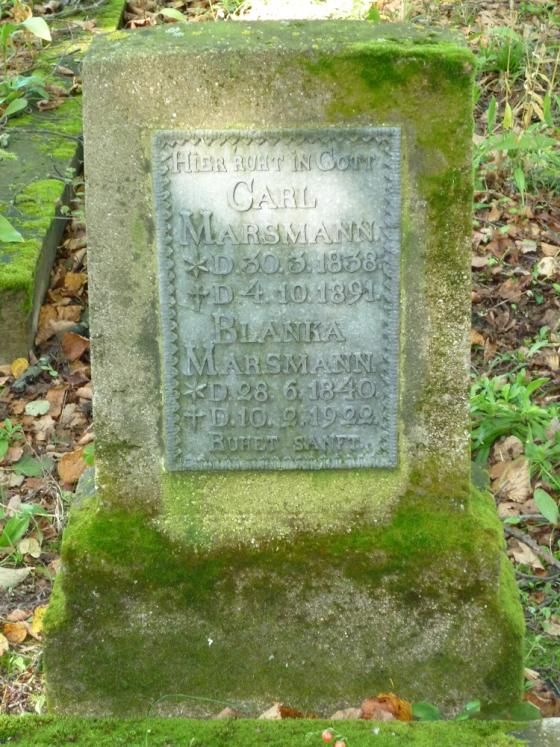 Hier ruht in Gott
Carl
Marsmann.
* D. 30. 3. 1838.
† D. 4. 10. 1891.
Blanka
Marsmann.
* D. 28. 6. 1840.
† D. 10. 2. 1922.
Ruhet sanft.